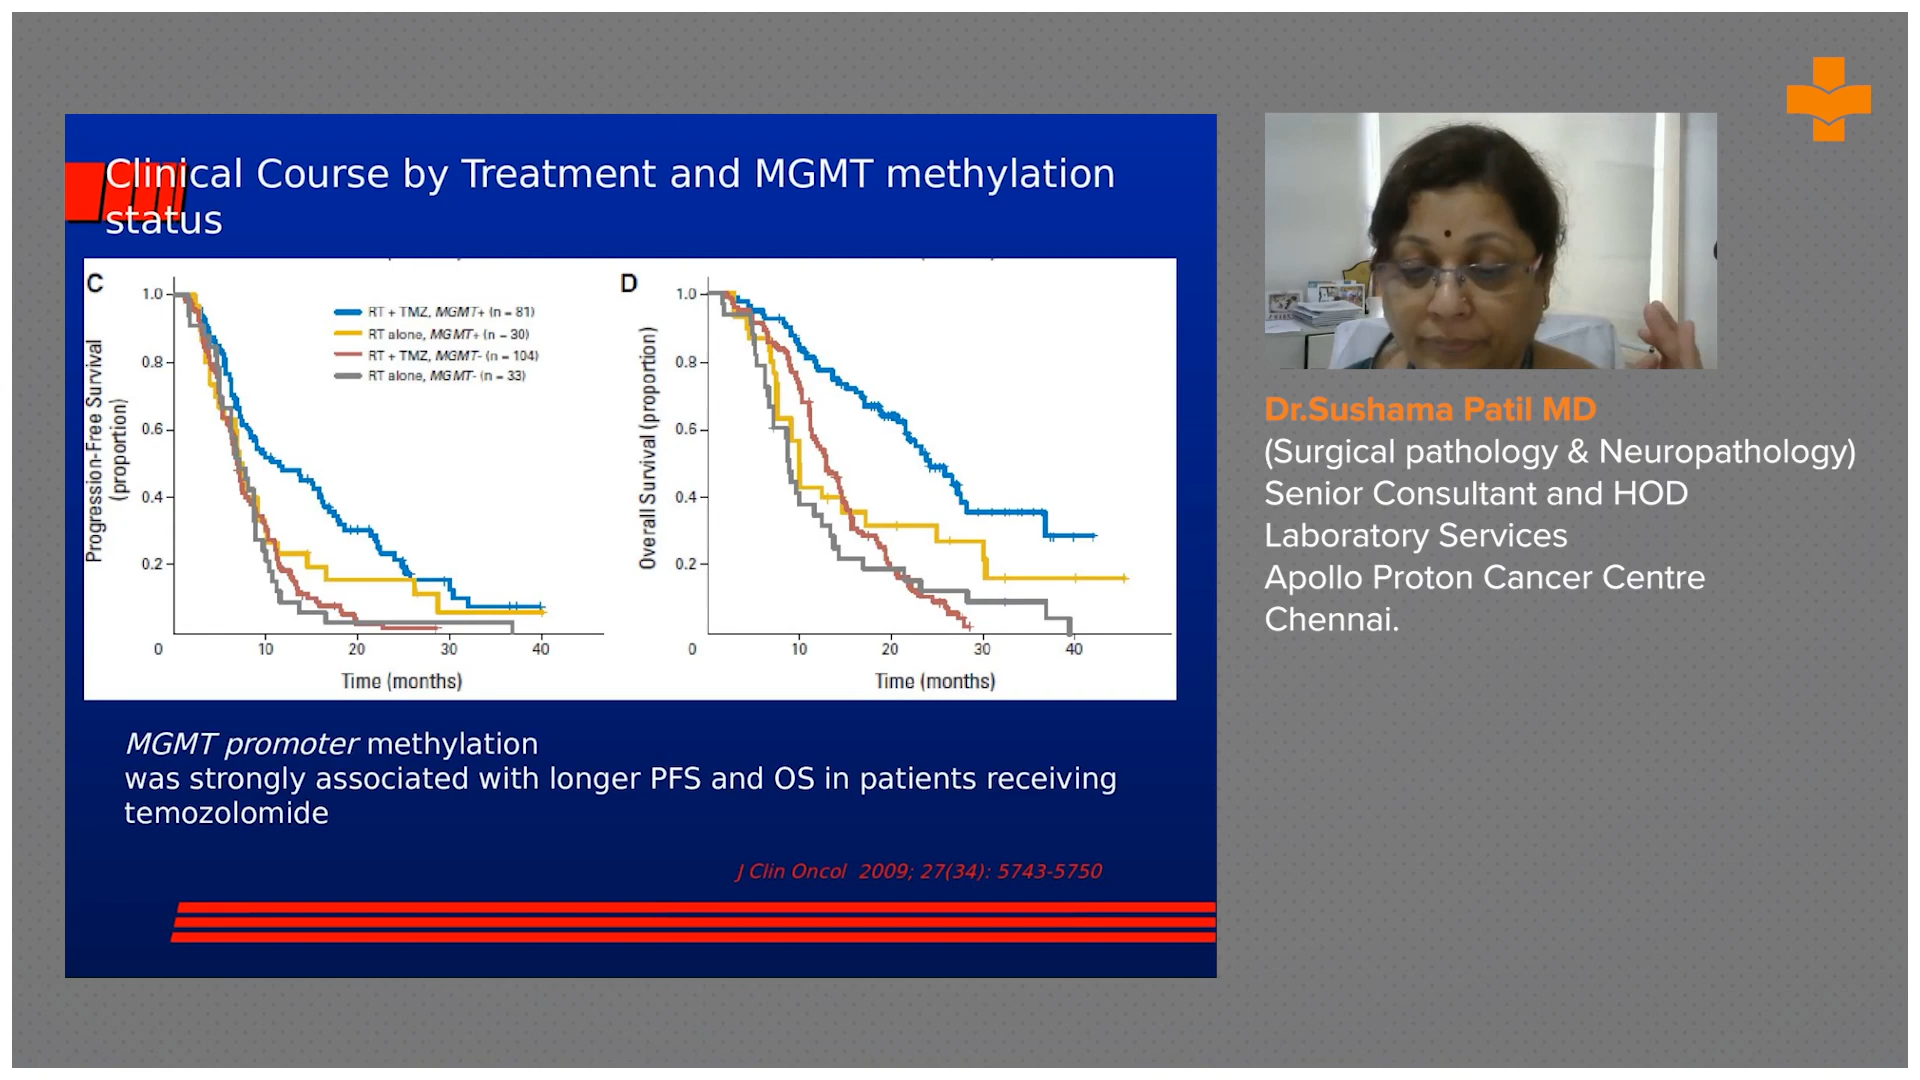 Clinical Course by Treatment and MGMT methylation
status
C
Progression-Free Survival
(proportion)
1.0
0.8
0.6
0.4
0.2
0
10
20
30
40
Time (months)
RT + TMZ, MGMT+ (n = 81)
RT alone, MGMT+ (n = 30)
RT + TMZ, MGMT- (n = 104)
RT alone, MGMT- (n = 33)
D
Overall Survival (proportion)
1.0
0.8
0.6
0.4
0.2
0
10
20
30
40
Time (months)
MGMT promoter methylation
was strongly associated with longer PFS and OS in patients receiving
temozolomide
J Clin Oncol 2009; 27(34): 5743-5750
Dr.Sushama Patil MD
(Surgical pathology & Neuropathology)
Senior Consultant and HOD
Laboratory Services
Apollo Proton Cancer Centre
Chennai.